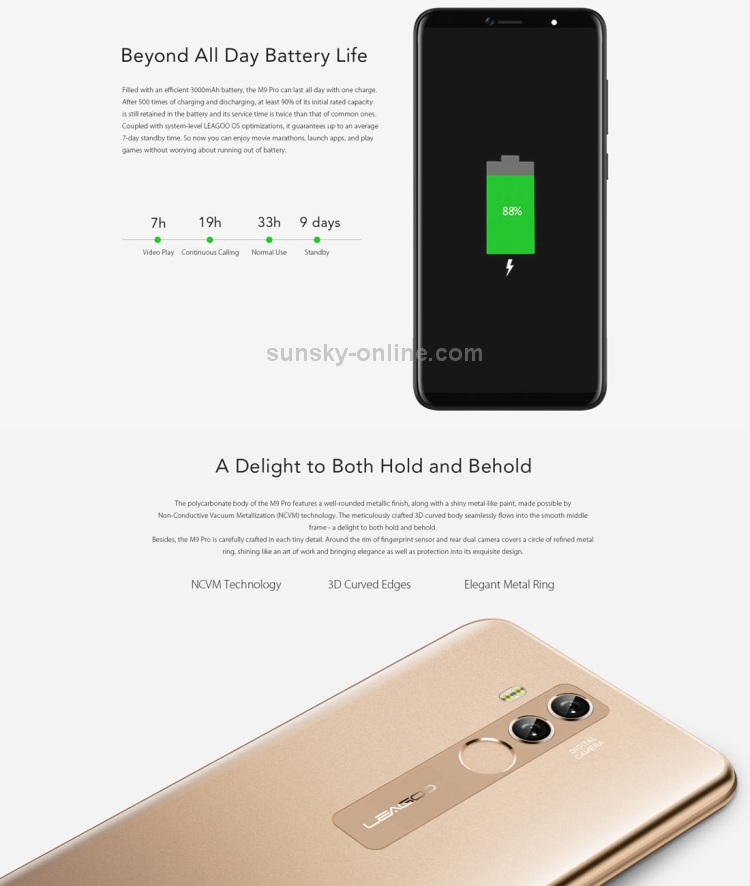 Beyond All Day Battery Life
Filled with an efficient 3000mAh battery, the M9 Pro can last all day with one charge.
After 500 times of charging and discharging, at least 90% of its initial rated capacity
is still retained in the battery and its service time is twice than that of common ones.
Coupled with system-level LEAGOO OS optimizations, it guarantees up to an average
7-day standby time. So now you can enjoy movie marathons, launch apps, and play
games without worrying about running out of battery.
7h 19h 33h 9 days
Video Play Continuous Calling Normal Use Standby
88%
sunsky-online.com
A Delight to Both Hold and Behold
The polycarbonate body of the M9 Pro features a well-rounded metallic finish, along with a shiny metal-like paint, made possible by
Non-Conductive Vacuum Metallization (NCVM) technology. The meticulously crafted 3D curved body seamlessly flows into the smooth middle
frame - a delight to both hold and behold.
Besides, the M9 Pro is carefully crafted in each tiny detail. Around the rim of fingerprint sensor and rear dual camera covers a circle of refined metal
ring, shining like an art of work and bringing elegance as well as protection into its exquisite design.
NCVM Technology 3D Curved Edges Elegant Metal Ring
DIGITAL
CAMERA
LEAGOO